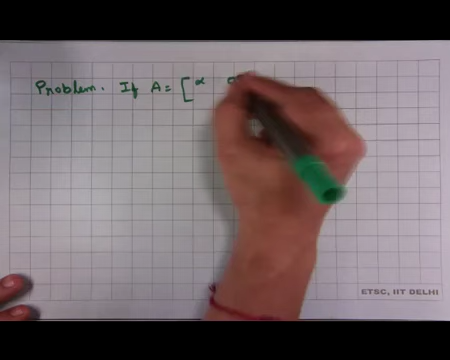 Problem. If A = [ α
ETSC, IIT DELHI